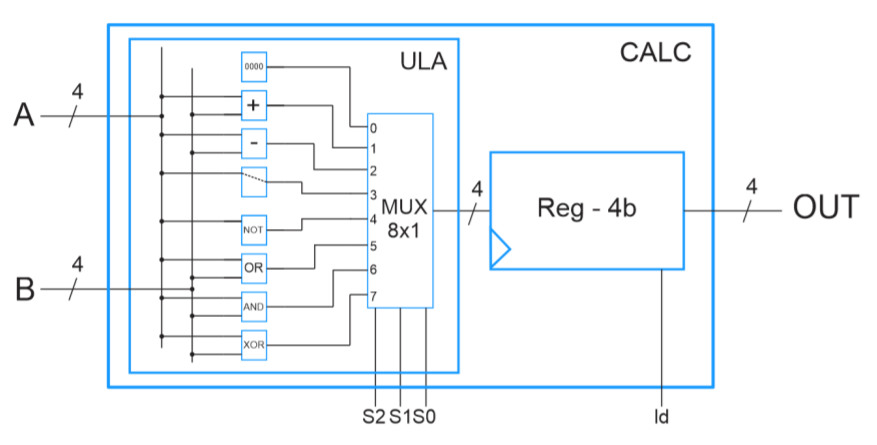 ULA
CALC
0000
A
4
+
-
0
1
2
3
4
5
6
7
MUX
8x1
4
Reg - 4b
4
OUT
NOT
B
4
OR
AND
XOR
S2 S1 S0
ld